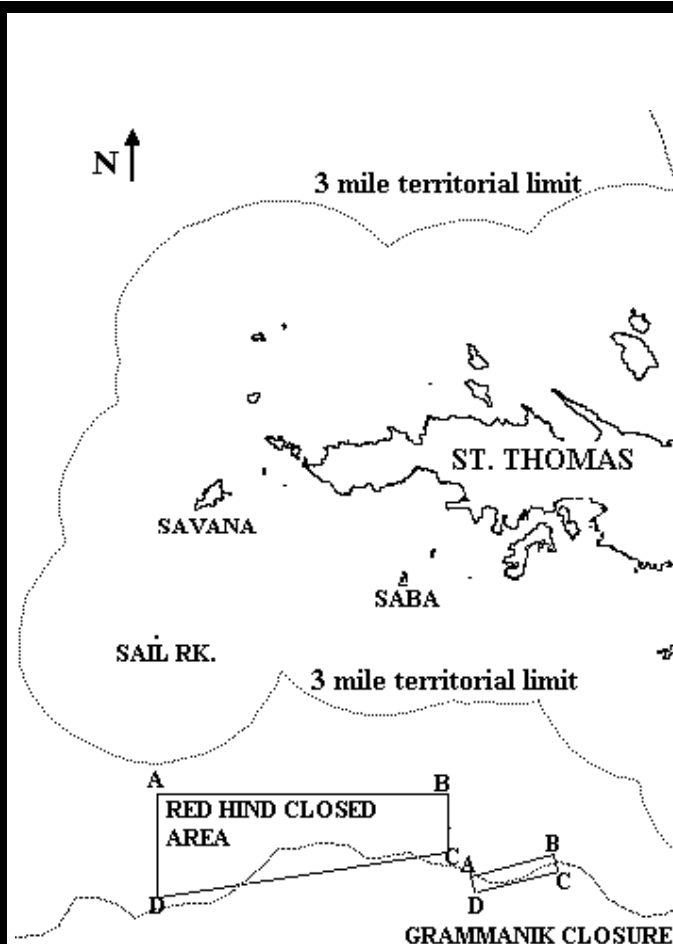 N
3 mile territorial limit
ST. THOMAS
SAVANA
SABA
SAIL RK.
3 mile territorial limit
A
B
RED HIND CLOSED
AREA
C
D
A
B
C
D
GRAMMANIK CLOSURE